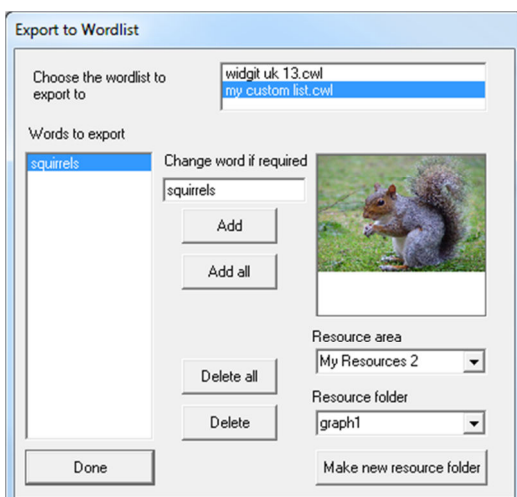 Export to Wordlist
Choose the wordlist to
export to
widgit uk 13.cwl
my custom list.cwl
Words to export
squirrels
Change word if required
squirrels
Add
Add all
Delete all
Delete
Resource area
My Resources 2
Resource folder
graph1
Done
Make new resource folder